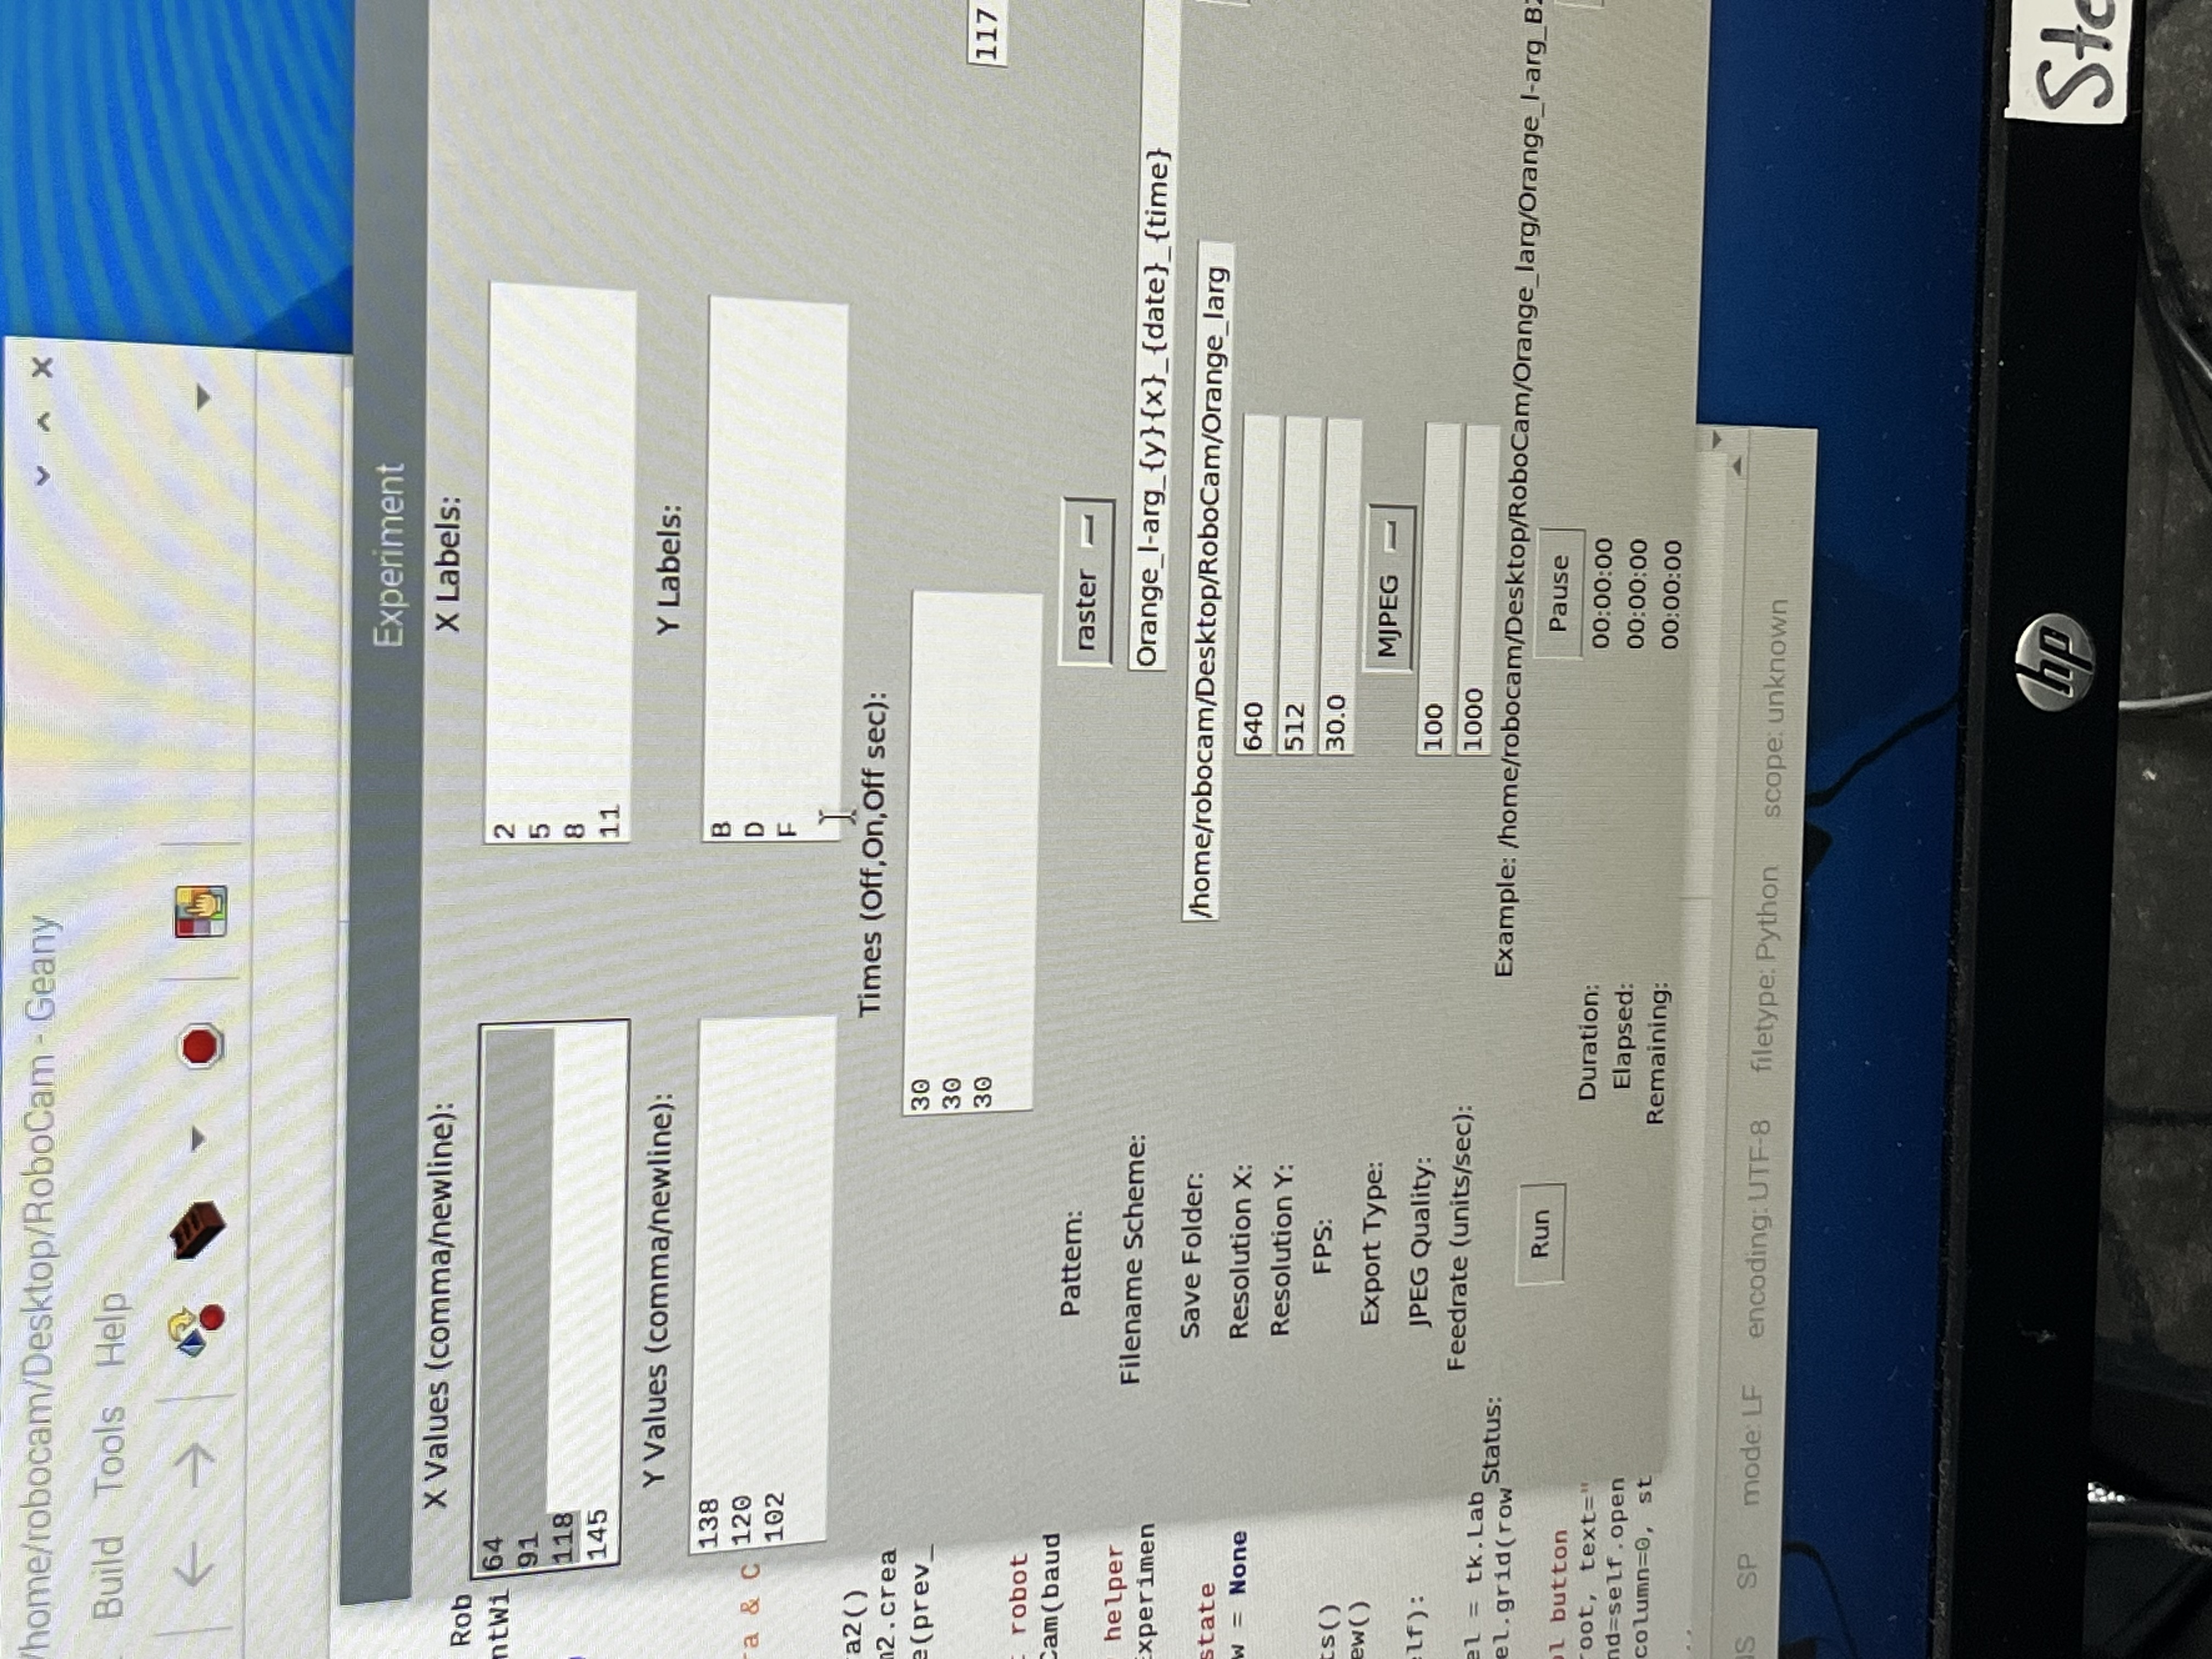 /home/robocam/Desktop/RoboCam - Geany
Build Tools Help
Experiment
X Values (comma/newline):
X Labels:
Rob
ntWi
64
91
118
145
2
5
8
11
Y Values (comma/newline):
Y Labels:
138
120
102
B
D
F
ra & C
Times (Off,On,Off sec):
a2()
m2.crea
e(prev_
30
30
30
117
t robot
Cam(baud
Pattern:
raster
helper
Experimen
Filename Scheme:
Orange_l-arg_{y}{x}_{date}_{time}
state
w = None
Save Folder:
/home/robocam/Desktop/RoboCam/Orange_larg
Resolution X:
640
Resolution Y:
512
FPS:
30.0
ts()
ew()
Export Type:
MJPEG
elf):
JPEG Quality:
100
Feedrate (units/sec):
1000
el = tk.Lab
el.grid(row
Status:
Example: /home/robocam/Desktop/RoboCam/Orange_larg/Orange_l-arg_B2
Run
Pause
ol button
root, text="
nd=self.open
column=0, st
Duration:
00:00:00
Elapsed:
00:00:00
Remaining:
00:00:00
NS SP mode: LF encoding: UTF-8 filetype: Python scope: unknown
hp
Ste